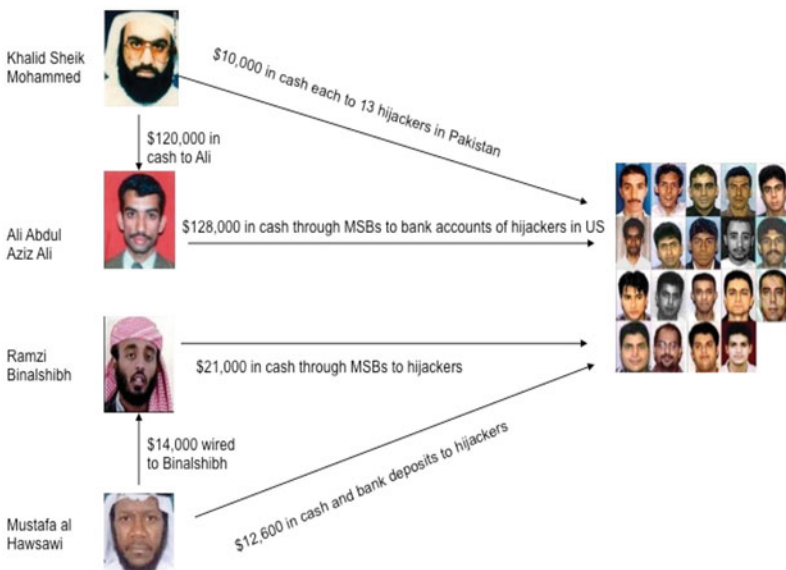 Khalid Sheik
Mohammed
$10,000 in cash each to 13 hijackers in Pakistan
$120,000 in
cash to Ali
Ali Abdul
Aziz Ali
$128,000 in cash through MSBs to bank accounts of hijackers in US
Ramzi
Binalshibh
$21,000 in cash through MSBs to hijackers
$14,000 wired
to Binalshibh
$12,600 in cash and bank deposits to hijackers
Mustafa al
Hawsawi